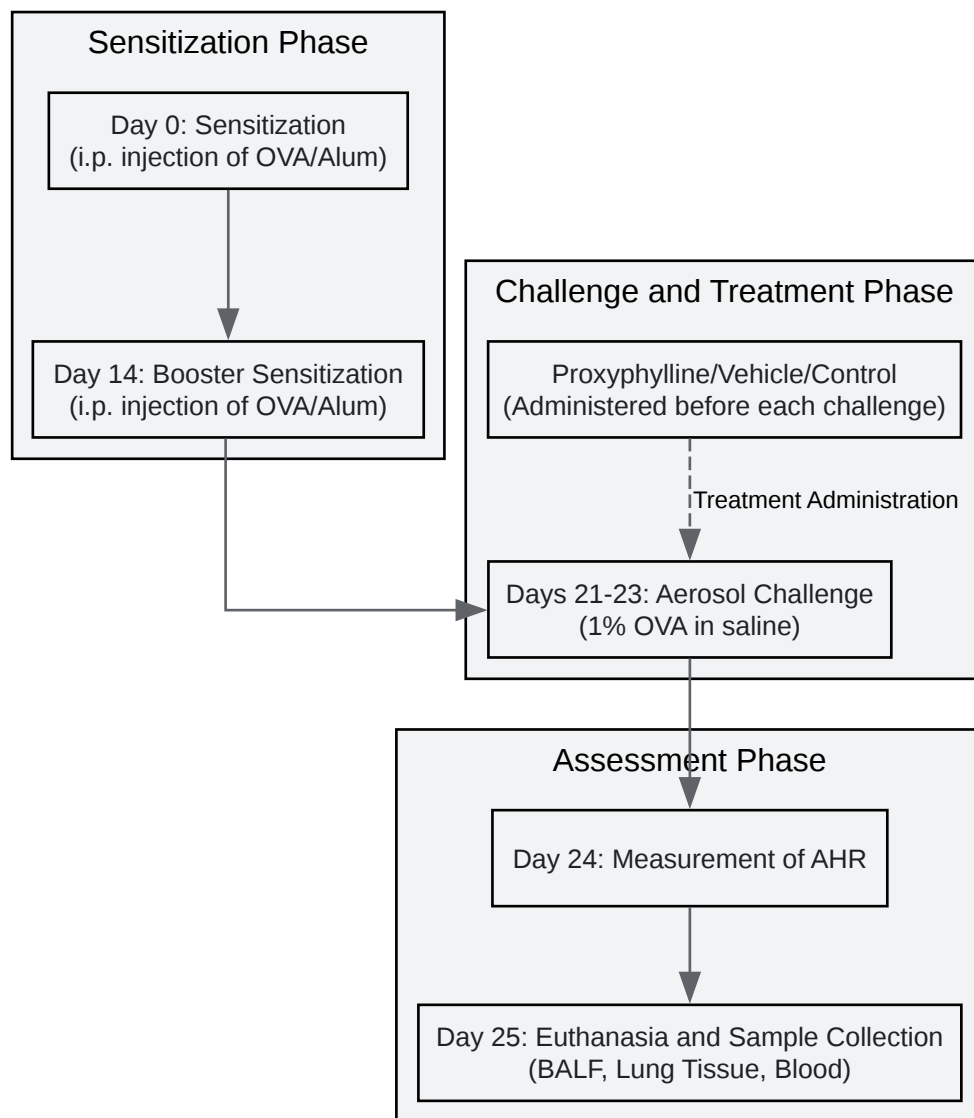 Sensitization Phase
Day 0: Sensitization
(i.p. injection of OVA/Alum)
Day 14: Booster Sensitization
(i.p. injection of OVA/Alum)
Challenge and Treatment Phase
Proxyphylline/Vehicle/Control
(Administered before each challenge)
Treatment Administration
Days 21-23: Aerosol Challenge
(1% OVA in saline)
Assessment Phase
Day 24: Measurement of AHR
Day 25: Euthanasia and Sample Collection
(BALF, Lung Tissue, Blood)